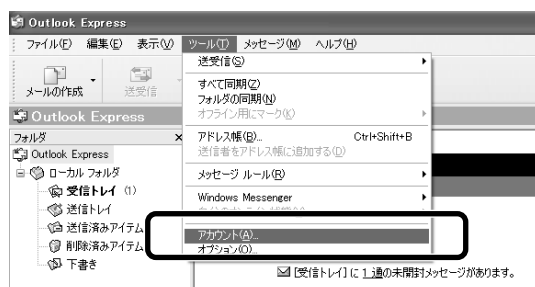 Outlook Express
ファイル(F) 編集(E) 表示(V) ツール(T) メッセージ(M) ヘルプ(H)
メールの作成 送受信
Outlook Express
フォルダ
Outlook Express
ローカル フォルダ
受信トレイ (1)
送信トレイ
送信済みアイテム
削除済みアイテム
下書き
送受信(S)
すべて同期(Z)
フォルダの同期(N)
オフライン用にマーク(K)
アドレス帳(B)... Ctrl+Shift+B
送信者をアドレス帳に追加する(D)
メッセージ ルール(R)
Windows Messenger
アカウント(A)...
オプション(O)...
[受信トレイ] に 1 通の未開封メッセージがあります。